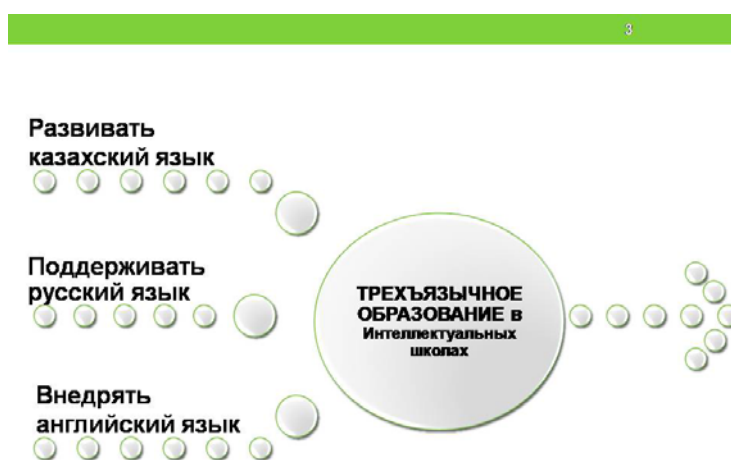 3
Развивать
казахский язык
Поддерживать
русский язык
Внедрять
английский язык
ТРЕХЪЯЗЫЧНОЕ
ОБРАЗОВАНИЕ в
Интеллектуальных
школах